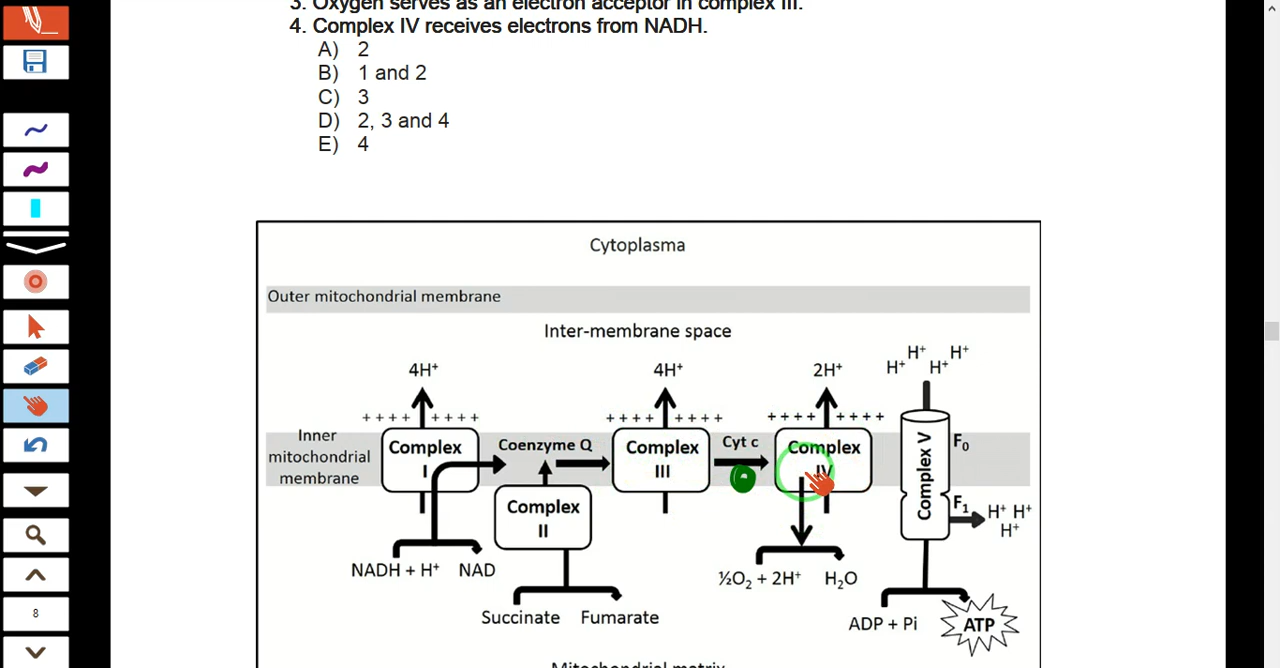 3. Oxygen serves as an electron acceptor in complex III.
4. Complex IV receives electrons from NADH.
A) 2
B) 1 and 2
C) 3
D) 2, 3 and 4
E) 4
Cytoplasma
Outer mitochondrial membrane
Inter-membrane space
4H⁺ 4H⁺ 2H⁺ H⁺ H⁺ H⁺ H⁺
+ + + + + + + + + + + + + + + + + + + + + + + +
Inner
mitochondrial
membrane
Complex
I
Coenzyme Q
Complex
III
Cyt c
Complex
IV
Complex V
F₀
F₁
H⁺ H⁺
H⁺
Complex
II
NADH + H⁺ NAD
½O₂ + 2H⁺ H₂O
Succinate Fumarate
ADP + Pi ATP
Mitochondrial matrix
8